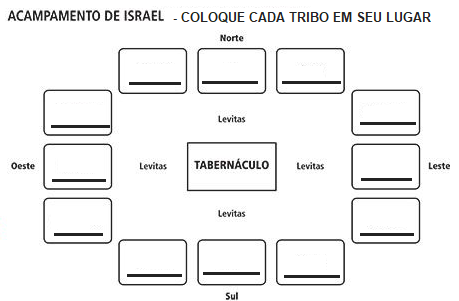 ACAMPAMENTO DE ISRAEL - COLOQUE CADA TRIBO EM SEU LUGAR
Norte
Levitas
Oeste
Levitas
TABERNÁCULO
Levitas
Leste
Levitas
Sul